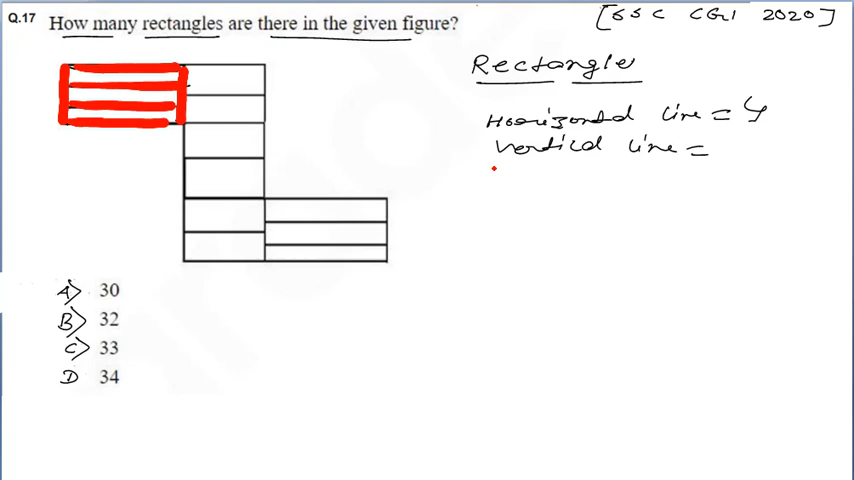 Q.17 How many rectangles are there in the given figure?
[SSC CGL 2020]
Rectangle
Horizontal line = 4
Vertical line =
A) 30
B) 32
C) 33
D 34